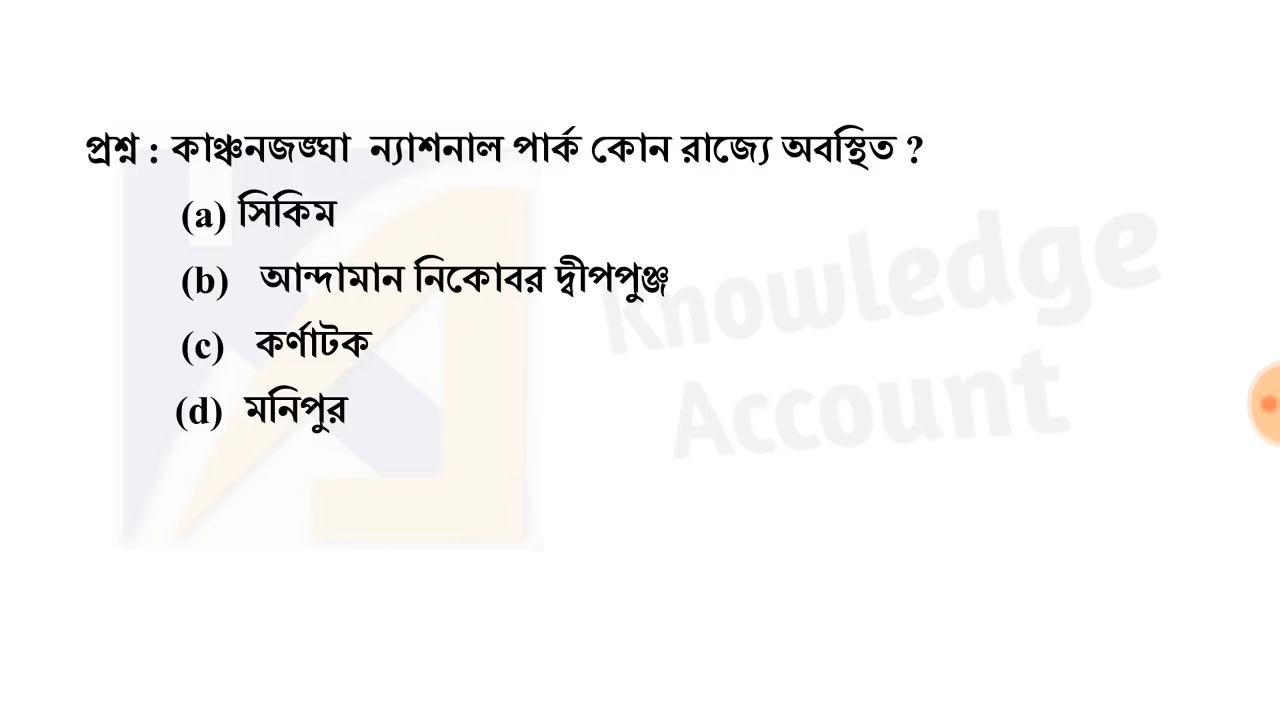 প্রশ্ন : কাঞ্চনজঙ্ঘা ন্যাশনাল পার্ক কোন রাজ্যে অবস্থিত ?
(a) সিকিম
(b) আন্দামান নিকোবর দ্বীপপুঞ্জ
(c) কর্ণাটক
(d) মনিপুর
Knowledge
Account